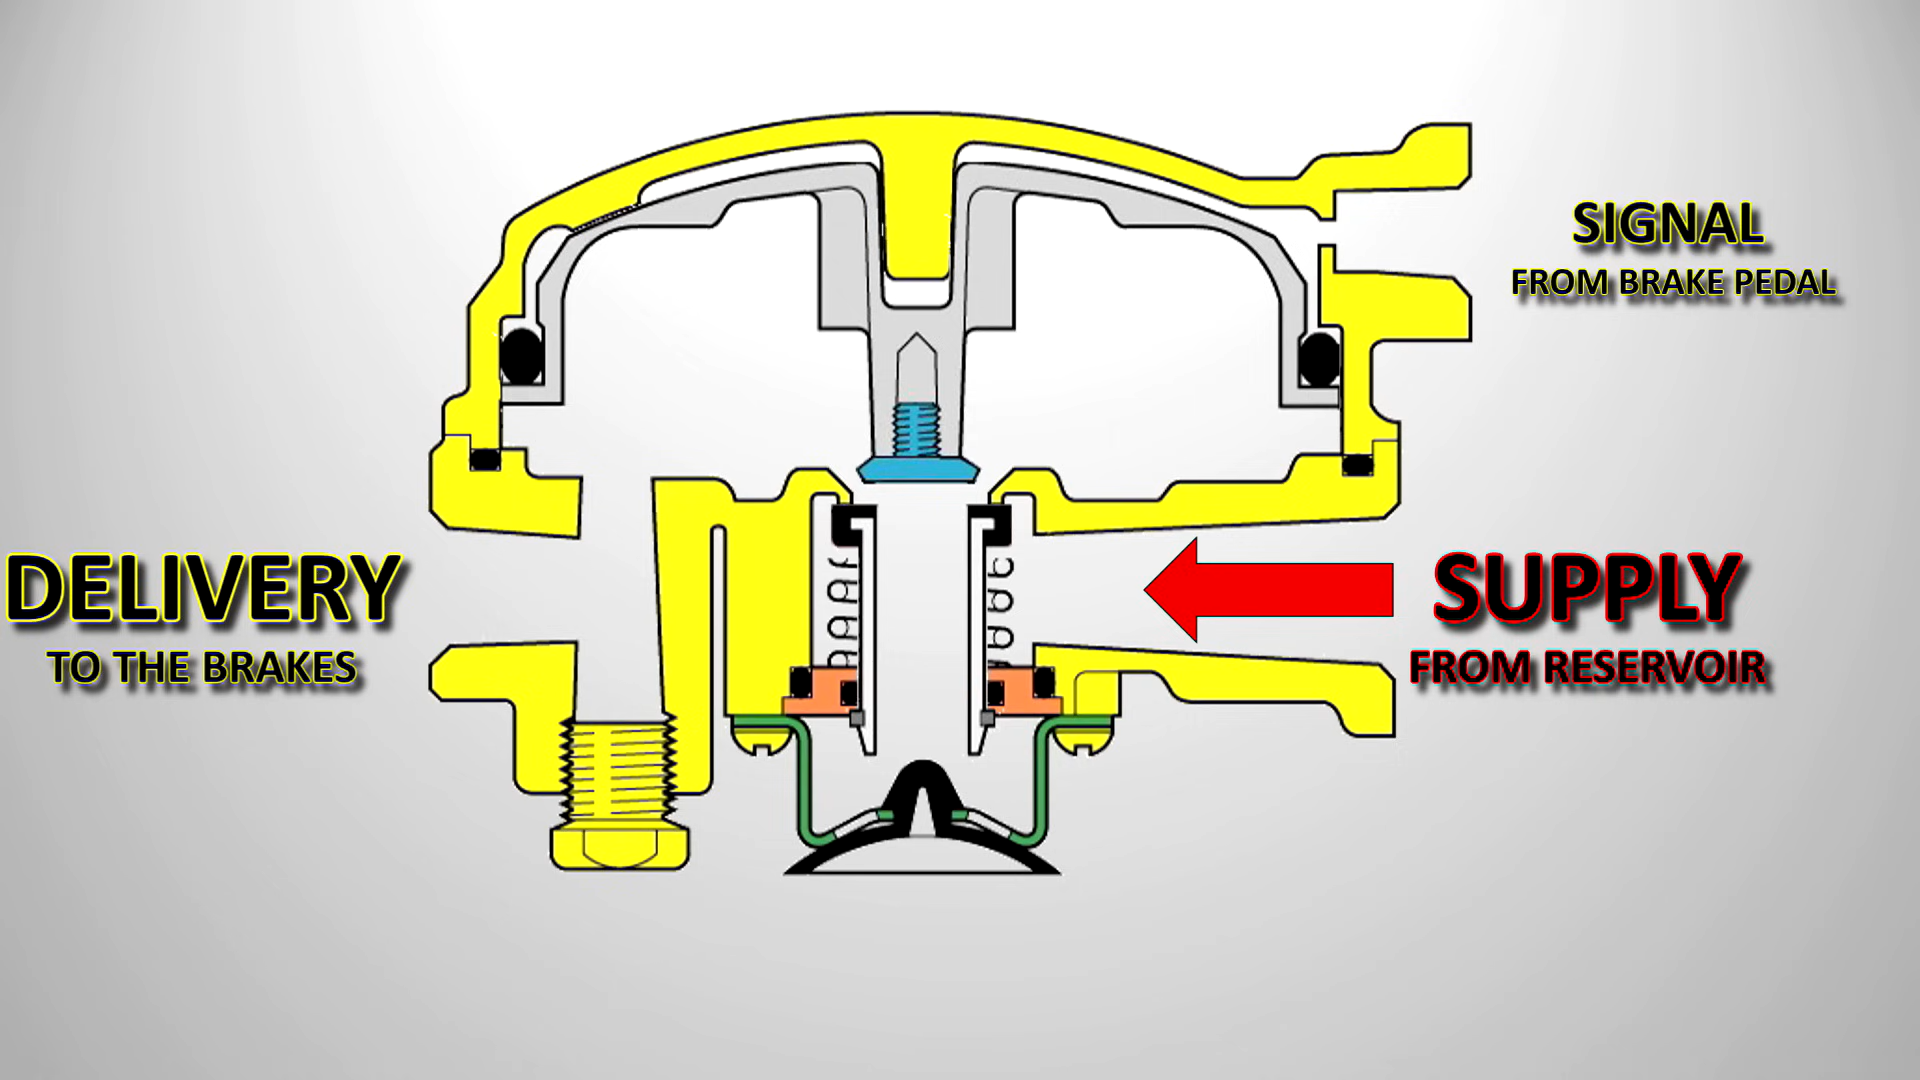 SIGNAL
FROM BRAKE PEDAL
DELIVERY
TO THE BRAKES
SUPPLY
FROM RESERVOIR